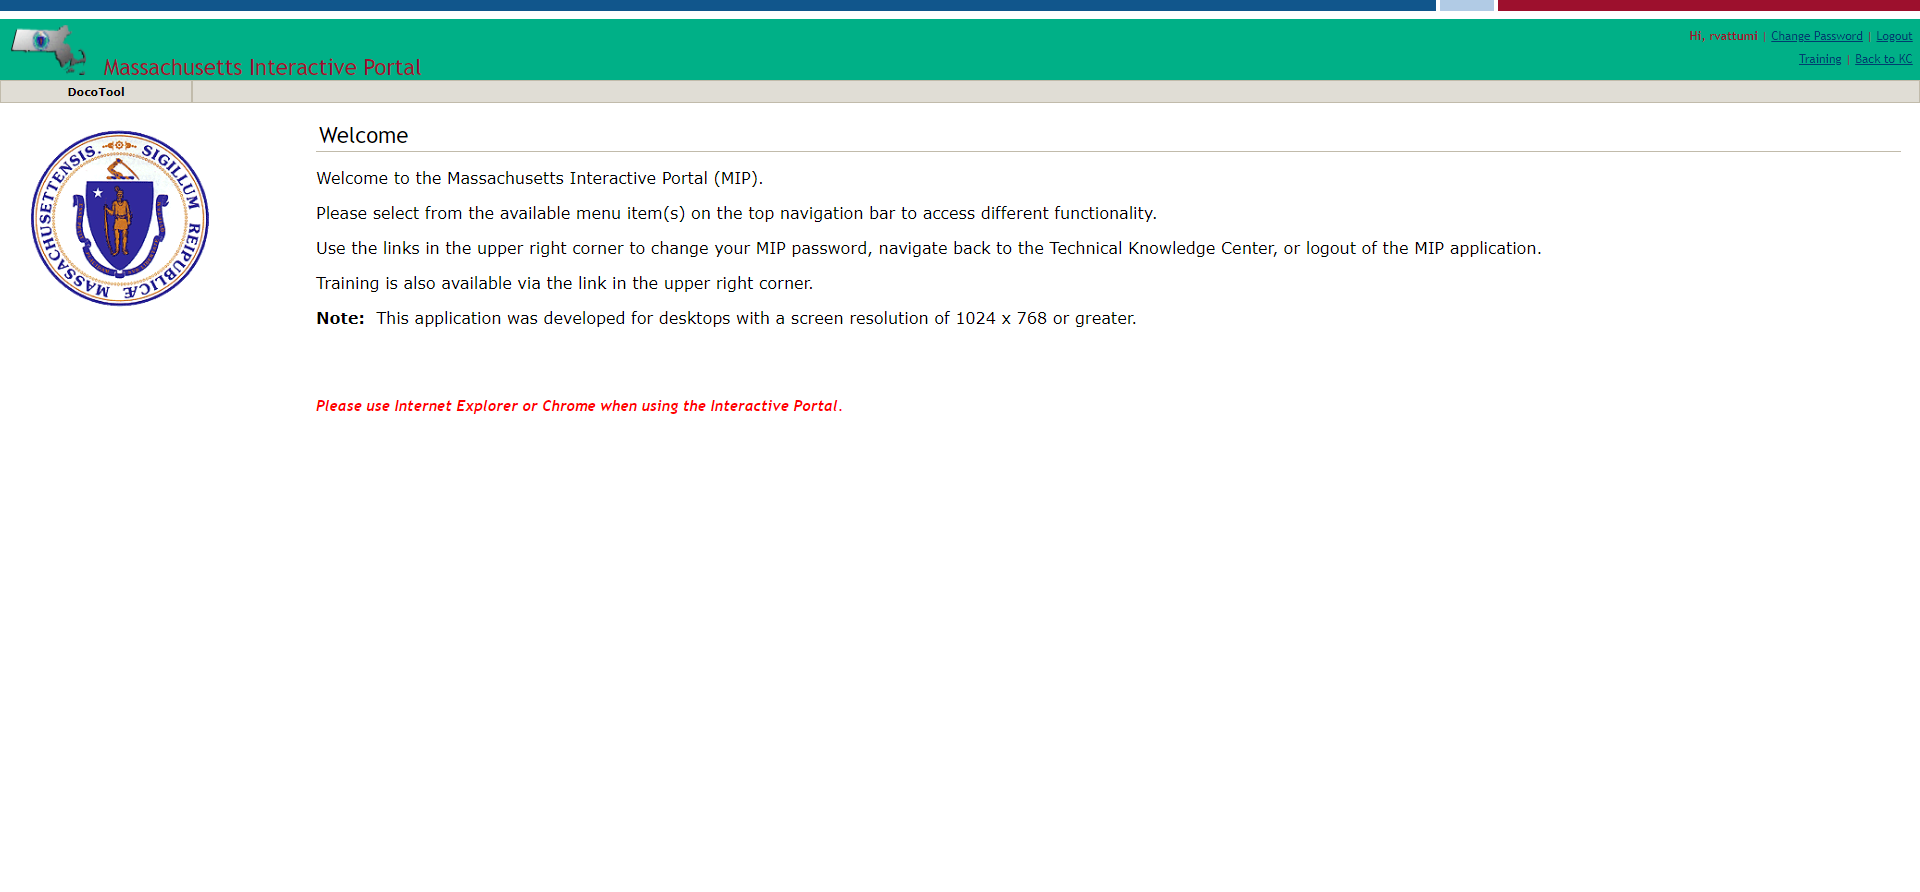 Hi, rvattumi | Change Password | Logout
Massachusetts Interactive Portal
Training | Back to KC
DocoTool
SIGILLUM REIPUBLICÆ MASSACHUSETTENSIS.
Welcome
Welcome to the Massachusetts Interactive Portal (MIP).
Please select from the available menu item(s) on the top navigation bar to access different functionality.
Use the links in the upper right corner to change your MIP password, navigate back to the Technical Knowledge Center, or logout of the MIP application.
Training is also available via the link in the upper right corner.
Note: This application was developed for desktops with a screen resolution of 1024 x 768 or greater.
Please use Internet Explorer or Chrome when using the Interactive Portal.